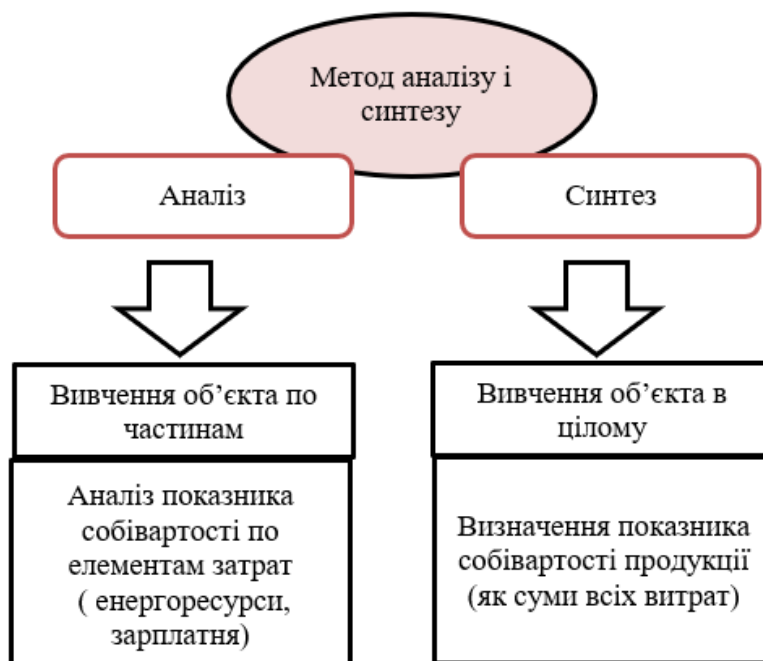 Метод аналізу і
синтезу
Аналіз
Синтез
Вивчення об’єкта по
частинам
Вивчення об’єкта в
цілому
Аналіз показника
собівартості по
елементам затрат
( енергоресурси,
зарплатня)
Визначення показника
собівартості продукції
(як суми всіх витрат)